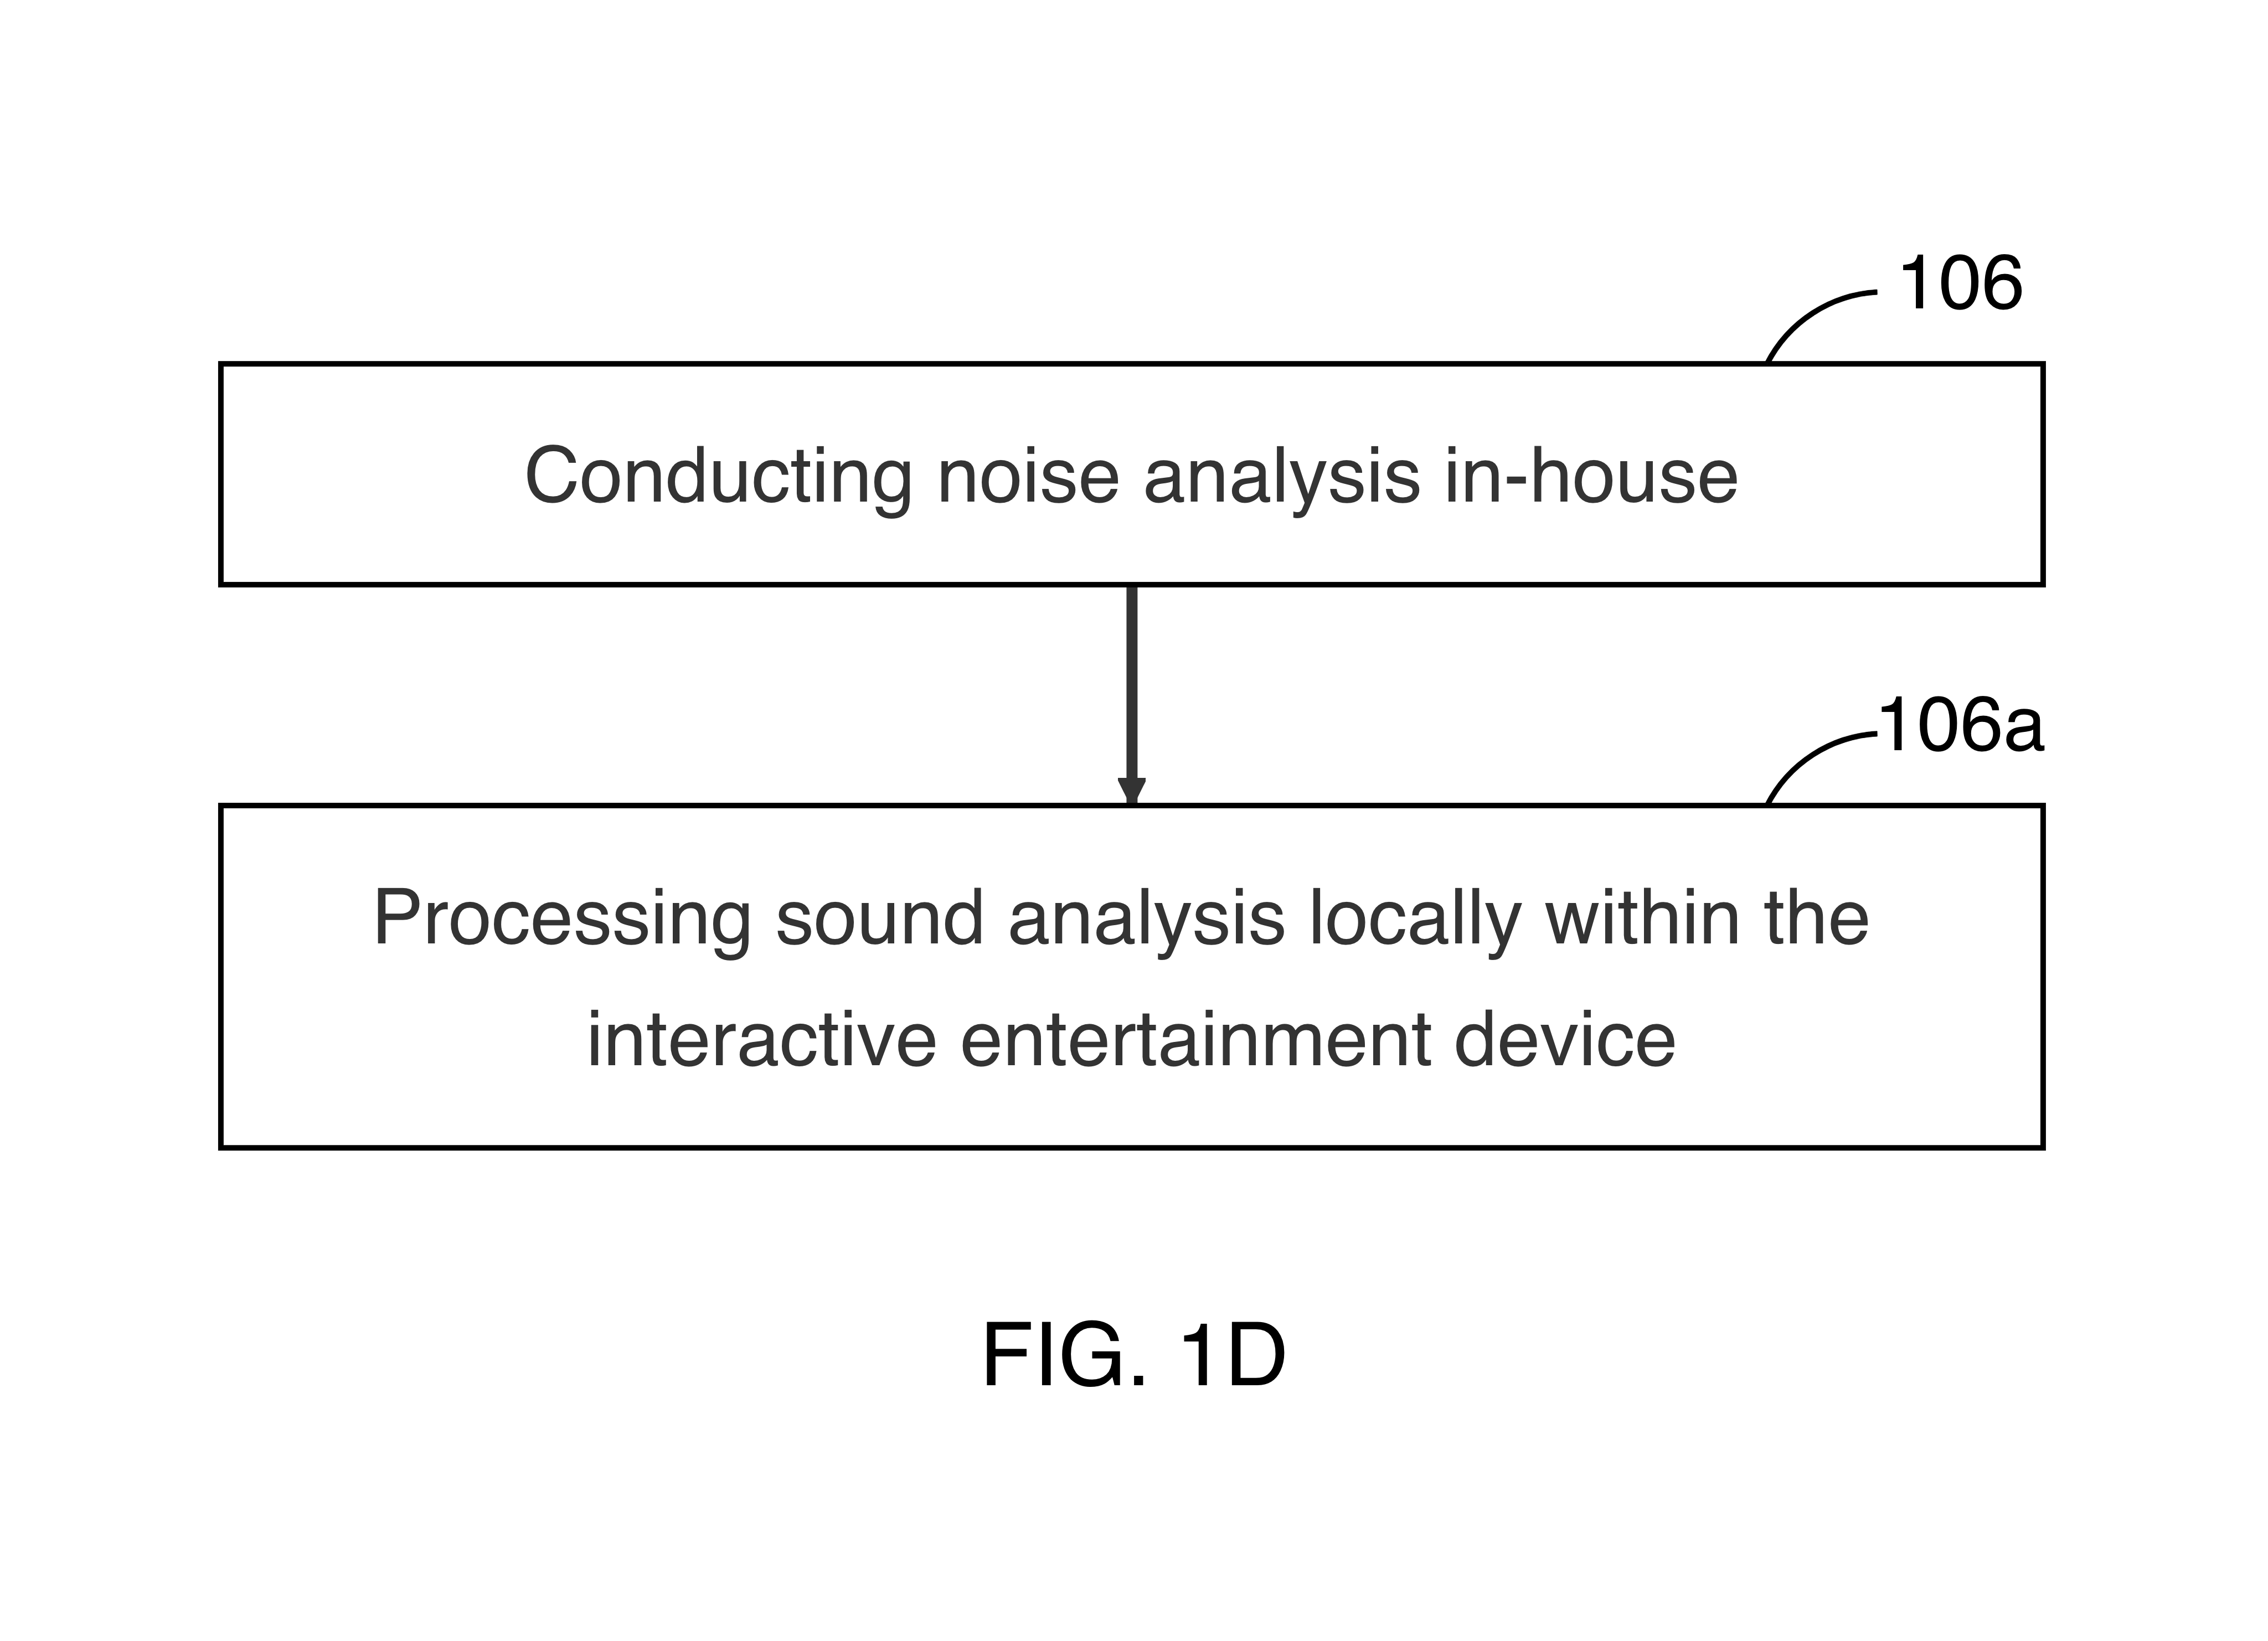 106
Conducting noise analysis in-house
106a
Processing sound analysis locally within the
interactive entertainment device
FIG. 1D